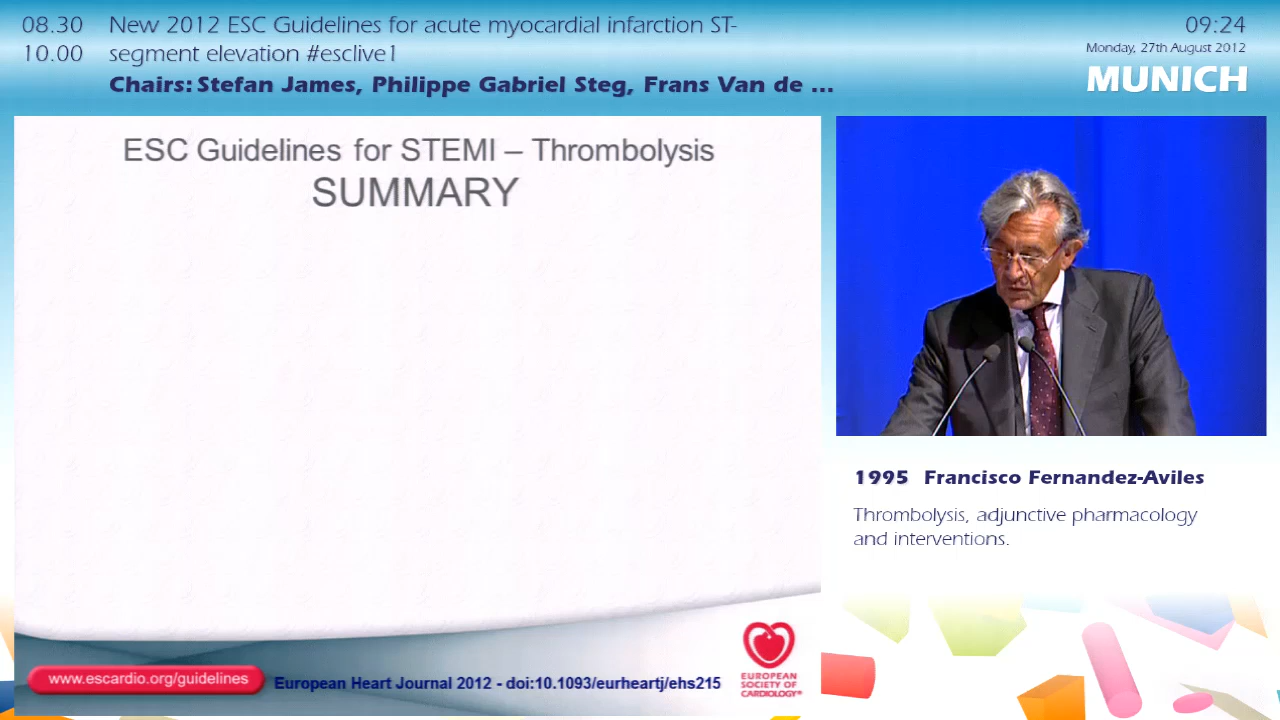 08.30
10.00
New 2012 ESC Guidelines for acute myocardial infarction ST-
segment elevation #esclive1
Chairs: Stefan James, Philippe Gabriel Steg, Frans Van de ...
09:24
Monday, 27th August 2012
MUNICH
ESC Guidelines for STEMI – Thrombolysis
SUMMARY
www.escardio.org/guidelines
European Heart Journal 2012 - doi:10.1093/eurheartj/ehs215
EUROPEAN
SOCIETY OF
CARDIOLOGY®
1995 Francisco Fernandez-Aviles
Thrombolysis, adjunctive pharmacology
and interventions.